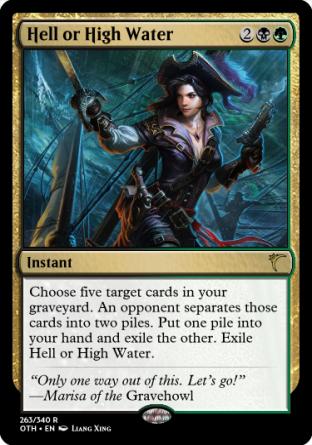 Hell or High Water 2
Instant
Choose five target cards in your
graveyard. An opponent separates those
cards into two piles. Put one pile into
your hand and exile the other. Exile
Hell or High Water.
“Only one way out of this. Let’s go!”
—Marisa of the Gravehowl
263/340 R
OTH • EN Liang Xing